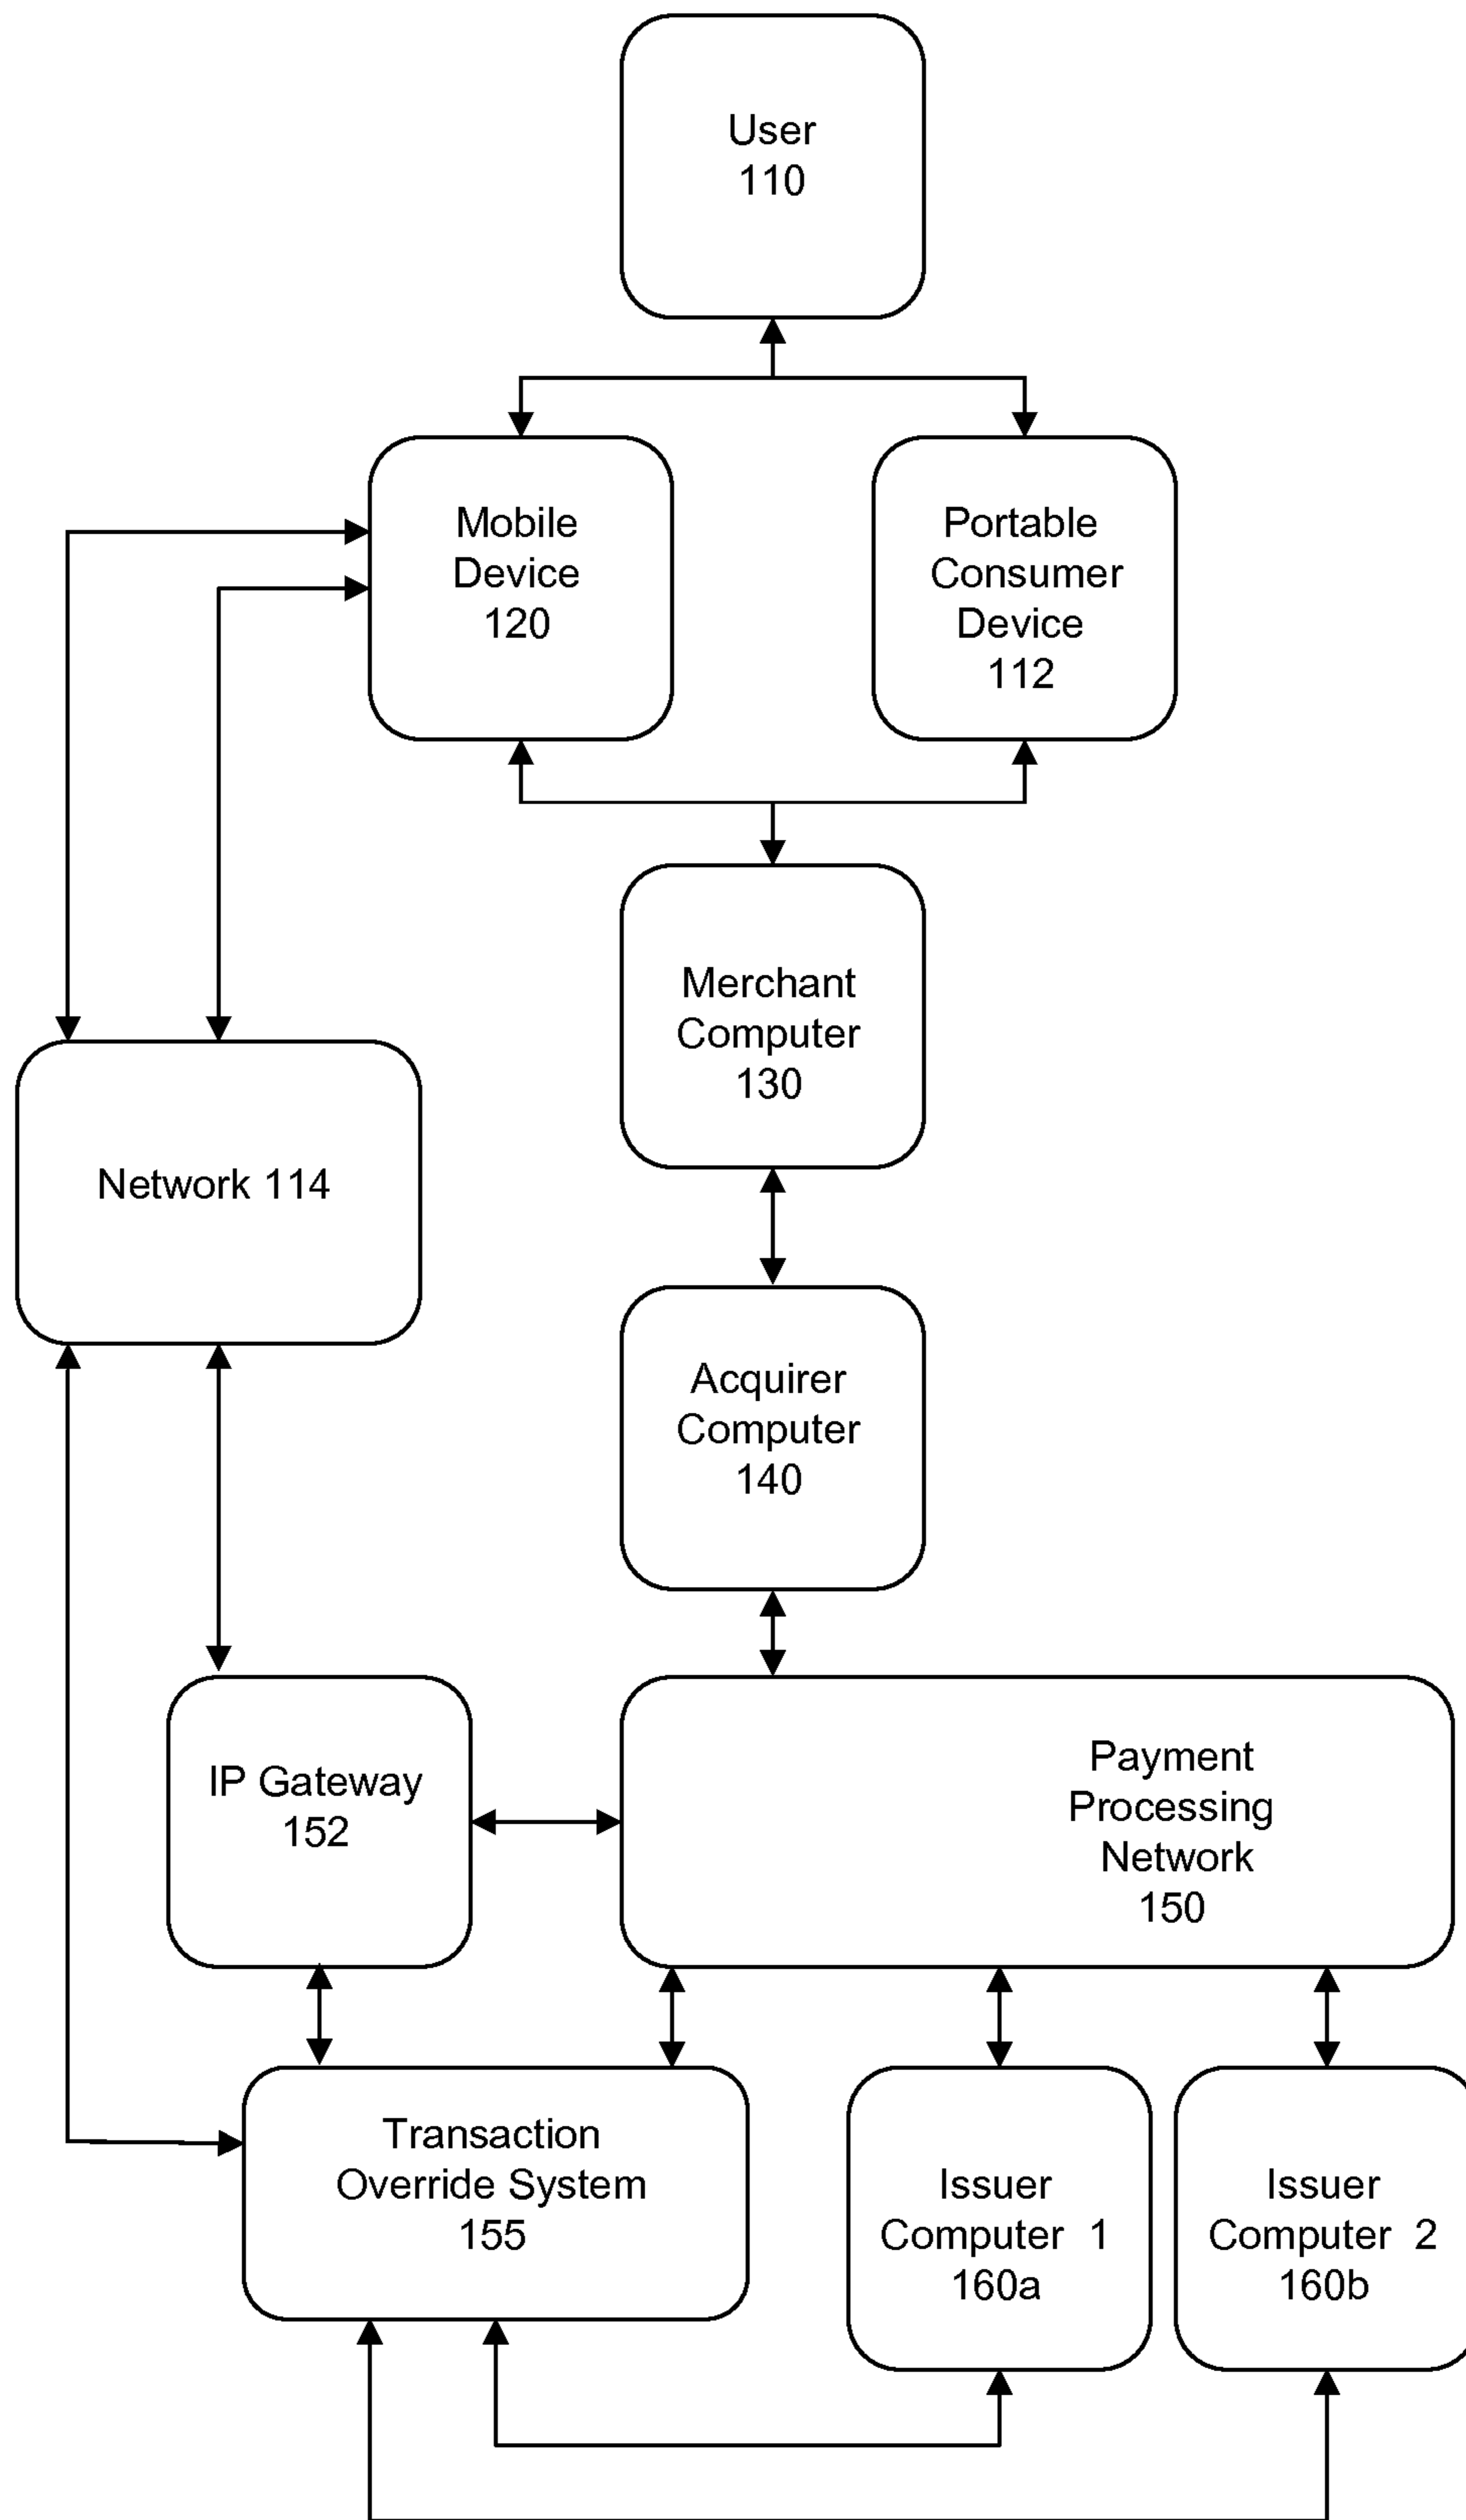 User
110
Mobile
Device
120
Portable
Consumer
Device
112
Merchant
Computer
130
Network 114
Acquirer
Computer
140
IP Gateway
152
Payment
Processing
Network
150
Transaction
Override System
155
Issuer
Computer 1
160a
Issuer
Computer 2
160b